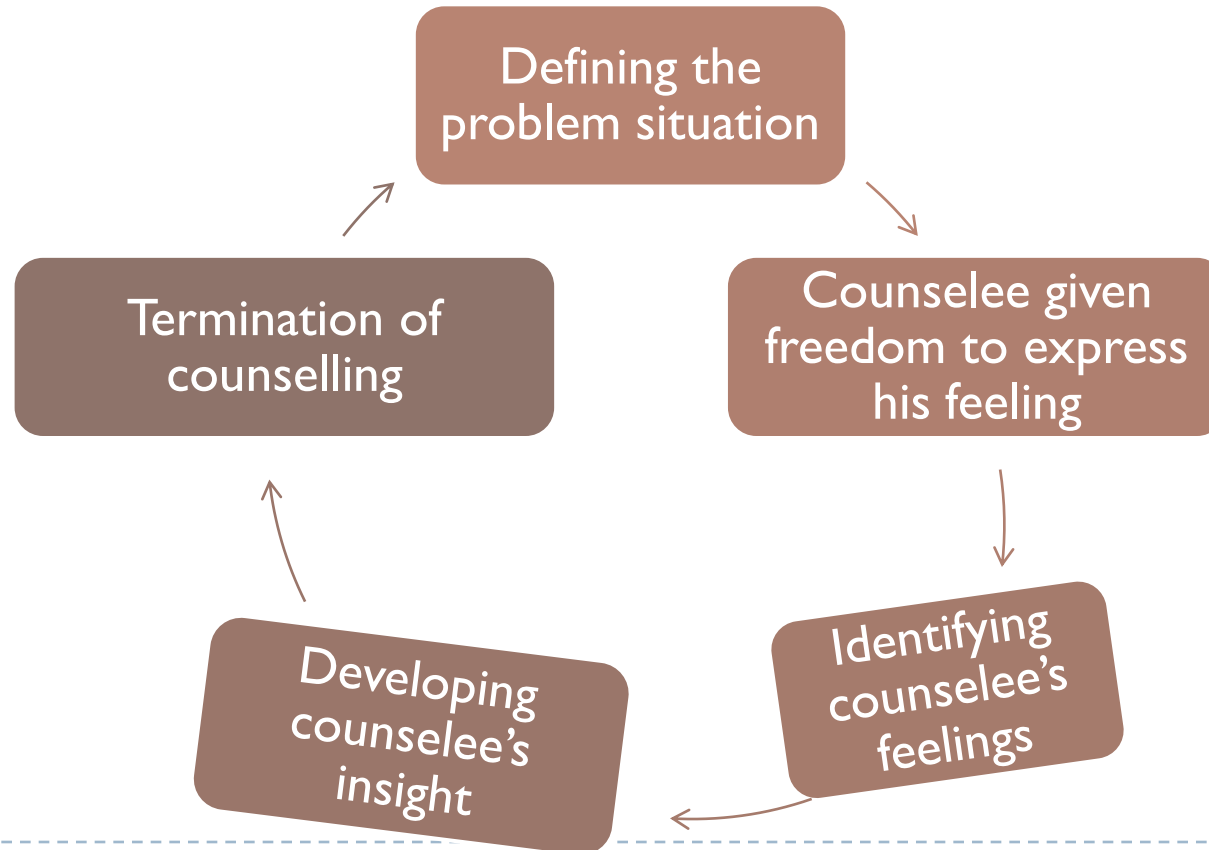 Defining the
problem situation
Counselee given
freedom to express
his feeling
Identifying
counselee's
feelings
Developing
counselee's
insight
Termination of
counselling